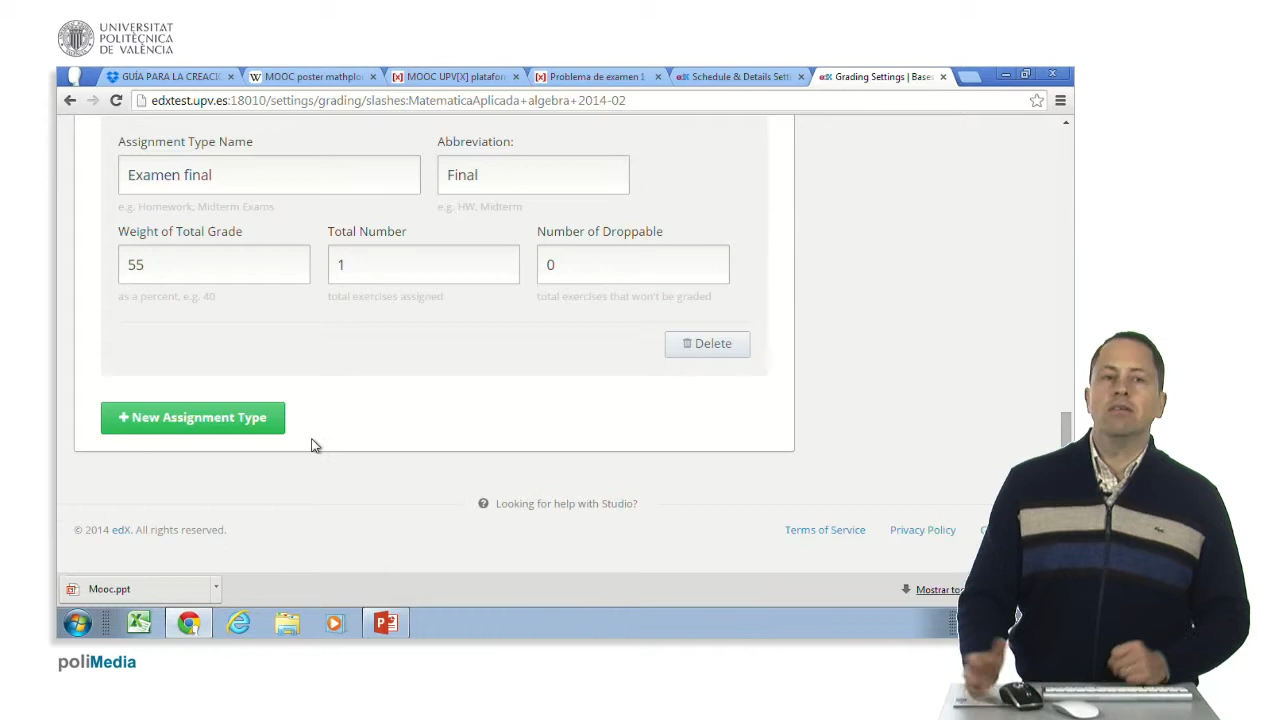 UNIVERSITAT
POLITÈCNICA
DE VALÈNCIA
GUÍA PARA LA CREACIÓ
MOOC poster mathplo
MOOC UPV[X] platafor
Problema de examen 1
Schedule & Details Setti
Grading Settings | Bases
edxtest.upv.es:18010/settings/grading/slashes:MatematicaAplicada+algebra+2014-02
Assignment Type Name
Abbreviation:
Examen final
Final
e.g. Homework, Midterm Exams
e.g. HW, Midterm
Weight of Total Grade
Total Number
Number of Droppable
55
1
0
as a percent, e.g. 40
total exercises assigned
total exercises that won't be graded
Delete
New Assignment Type
Looking for help with Studio?
© 2014 edX. All rights reserved.
Terms of Service
Privacy Policy
Mooc.ppt
Mostrar to
poliMedia